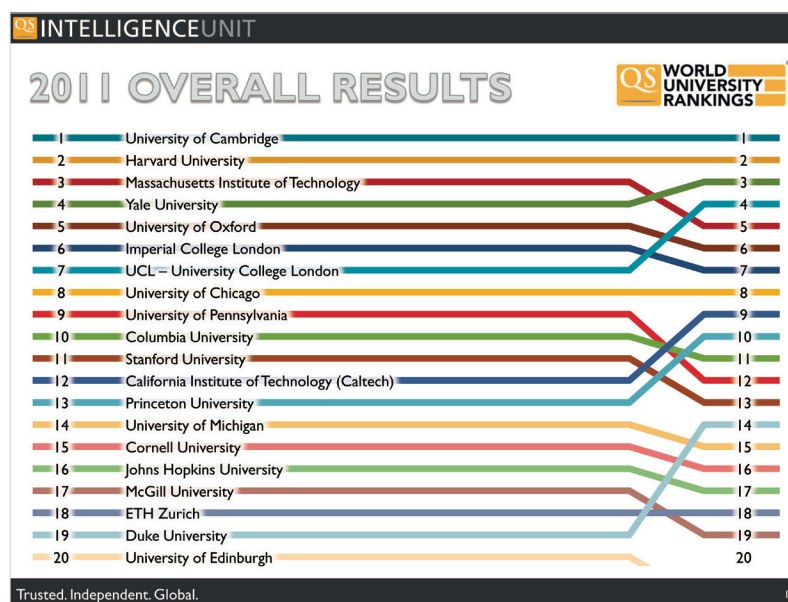 QS INTELLIGENCEUNIT
2011 OVERALL RESULTS
QS WORLD
UNIVERSITY
RANKINGS
1 University of Cambridge 1
2 Harvard University 2
3 Massachusetts Institute of Technology 3
4 Yale University 4
5 University of Oxford 5
6 Imperial College London 6
7 UCL – University College London 7
8 University of Chicago 8
9 University of Pennsylvania 9
10 Columbia University 10
11 Stanford University 11
12 California Institute of Technology (Caltech) 12
13 Princeton University 13
14 University of Michigan 14
15 Cornell University 15
16 Johns Hopkins University 16
17 McGill University 17
18 ETH Zurich 18
19 Duke University 19
20 University of Edinburgh 20
Trusted. Independent. Global.